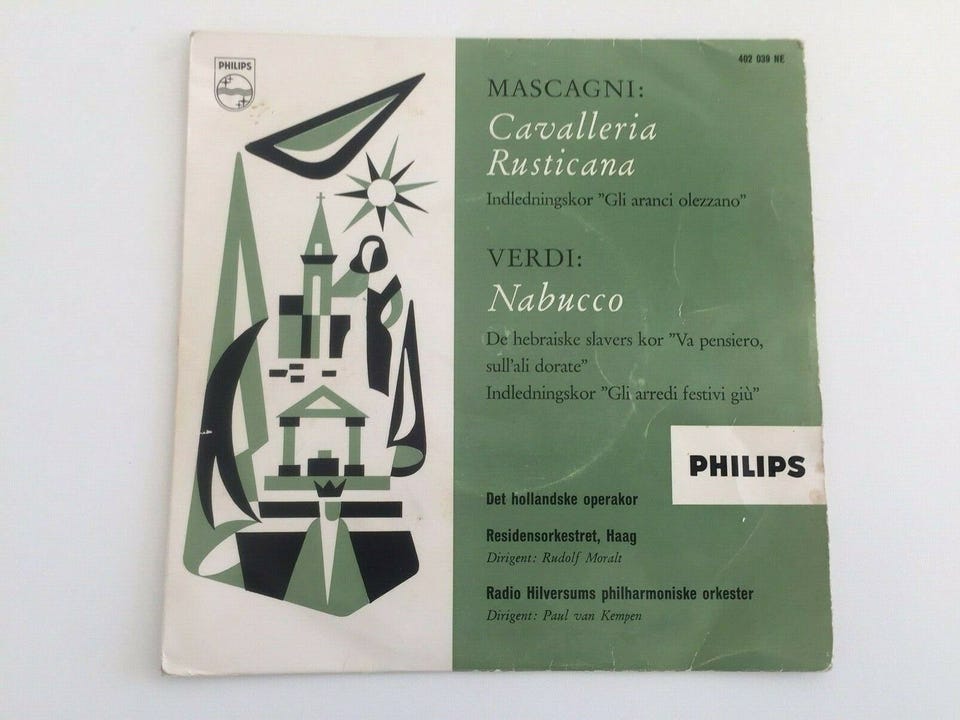 PHILIPS
402 039 NE
MASCAGNI:
Cavalleria
Rusticana
Indledningskor "Gli aranci olezzano"
VERDI:
Nabucco
De hebraiske slavers kor "Va pensiero,
sull'ali dorate"
Indledningskor "Gli arredi festivi giù"
PHILIPS
Det hollandske operakor
Residensorkestret, Haag
Dirigent: Rudolf Moralt
Radio Hilversums philharmoniske orkester
Dirigent: Paul van Kempen